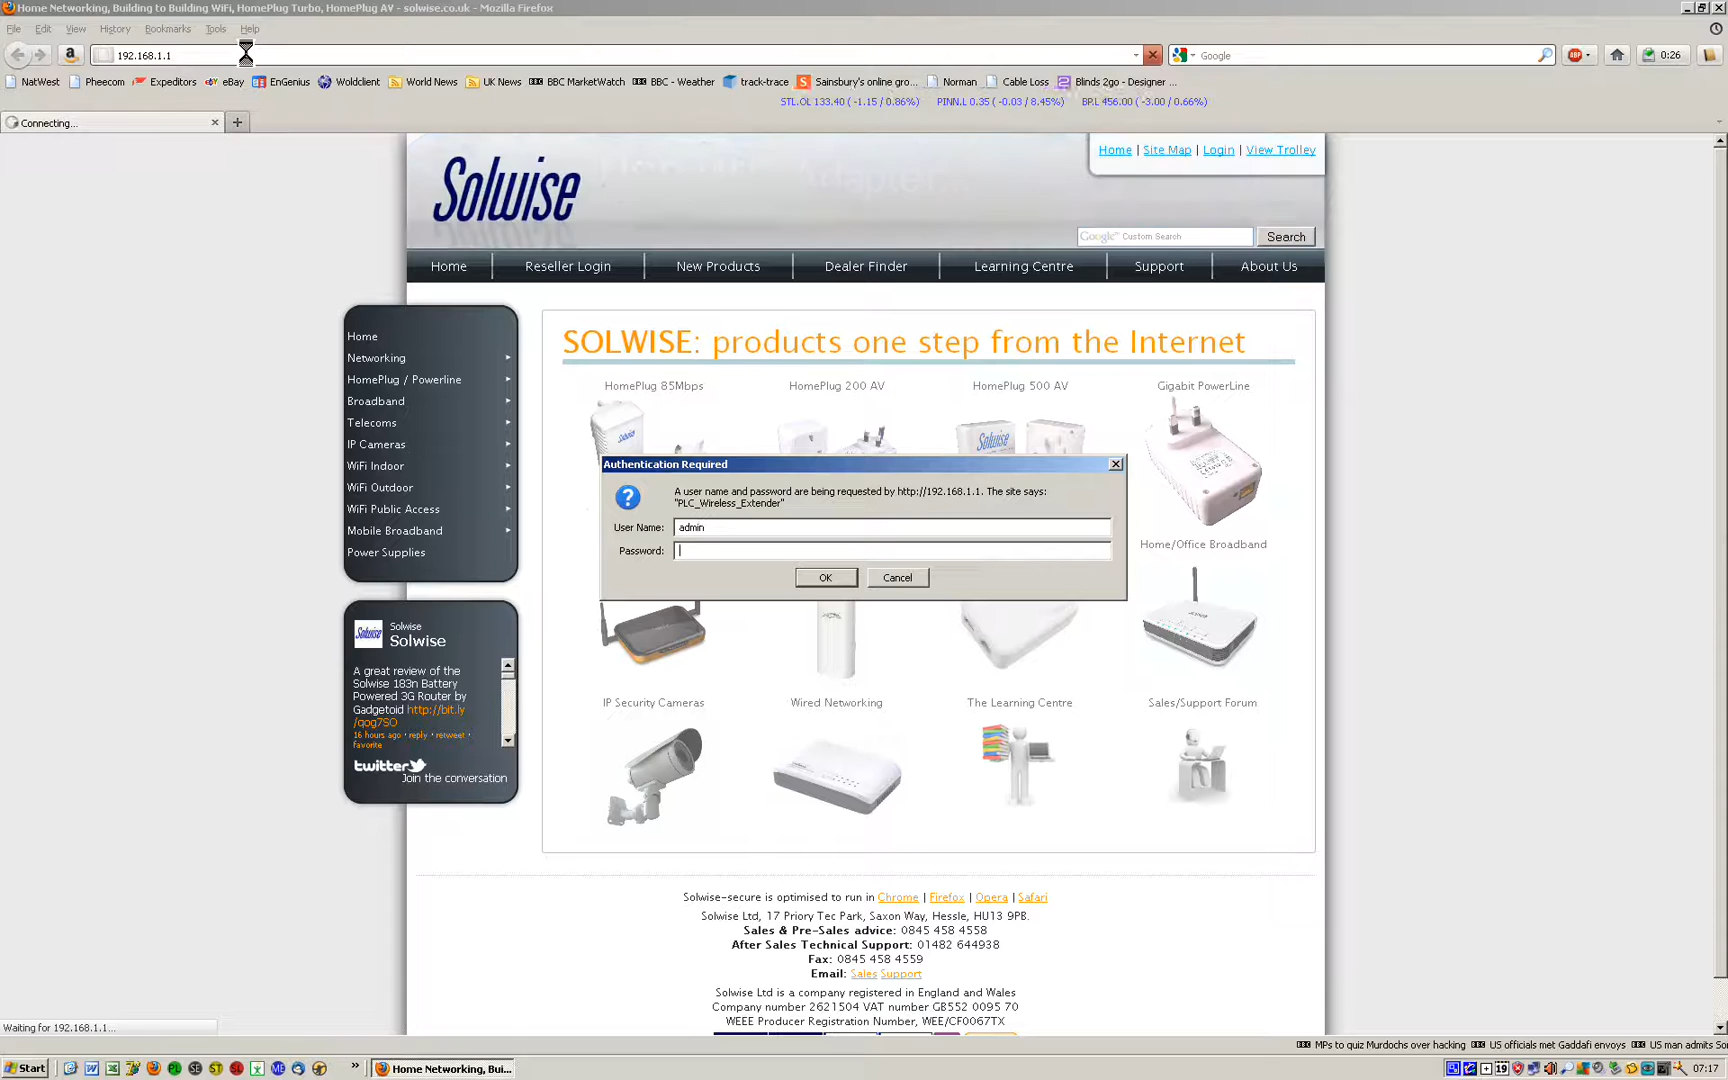 Home Networking, Building to Building WiFi, HomePlug Turbo, HomePlug AV - solwise.co.uk - Mozilla Firefox
File Edit View History Bookmarks Tools Help
192.168.1.1
Google
0:26
NatWest Pheecom Expeditors eBay EnGenius Woldclient World News UK News BBC MarketWatch BBC - Weather track-trace Sainsbury's online gro... Norman Cable Loss Blinds 2go - Designer ...
STL.OL 133.40 ( -1.15 / 0.86%) PINN.L 0.35 ( -0.03 / 8.45%) BP.L 456.00 ( -3.00 / 0.66%)
Connecting...
Home | Site Map | Login | View Trolley
Solwise
Google™ Custom Search Search
Home Reseller Login New Products Dealer Finder Learning Centre Support About Us
Home
Networking
HomePlug / Powerline
Broadband
Telecoms
IP Cameras
WiFi Indoor
WiFi Outdoor
WiFi Public Access
Mobile Broadband
Power Supplies
SOLWISE: products one step from the Internet
HomePlug 85Mbps HomePlug 200 AV HomePlug 500 AV Gigabit PowerLine
Authentication Required
A user name and password are being requested by http://192.168.1.1. The site says:
"PLC_Wireless_Extender"
User Name: admin
Password:
OK Cancel
Home/Office Broadband
Solwise
Solwise
A great review of the
Solwise 183n Battery
Powered 3G Router by
Gadgetoid http://bit.ly
/qog7SO
16 hours ago · reply · retweet ·
favorite
twitter
Join the conversation
IP Security Cameras Wired Networking The Learning Centre Sales/Support Forum
Solwise-secure is optimised to run in Chrome | Firefox | Opera | Safari
Solwise Ltd, 17 Priory Tec Park, Saxon Way, Hessle, HU13 9PB.
Sales & Pre-Sales advice: 0845 458 4558
After Sales Technical Support: 01482 644938
Fax: 0845 458 4559
Email: Sales Support
Solwise Ltd is a company registered in England and Wales
Company number 2621504 VAT number GB552 0095 70
WEEE Producer Registration Number, WEE/CF0067TX
Waiting for 192.168.1.1...
MPs to quiz Murdochs over hacking US officials met Gaddafi envoys US man admits So
Start Home Networking, Bui... 19 07:17